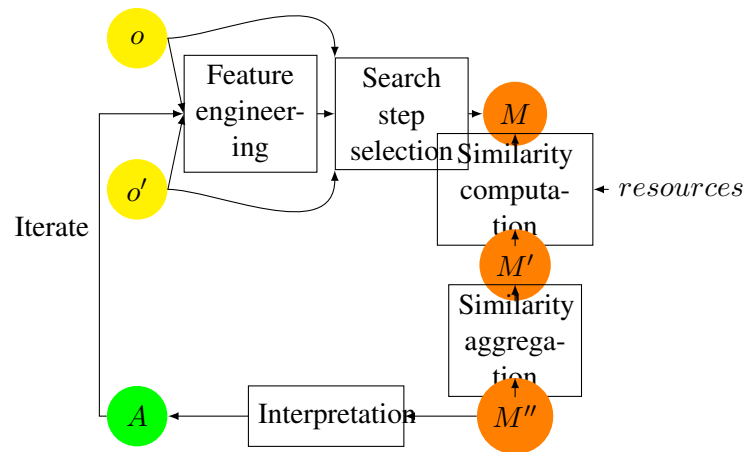 o
Feature
engineer-
ing
Search
step
selection
M
Similarity
computa-
tion
resources
o′
Iterate
M′
Similarity
aggrega-
tion
A
Interpretation
M′′